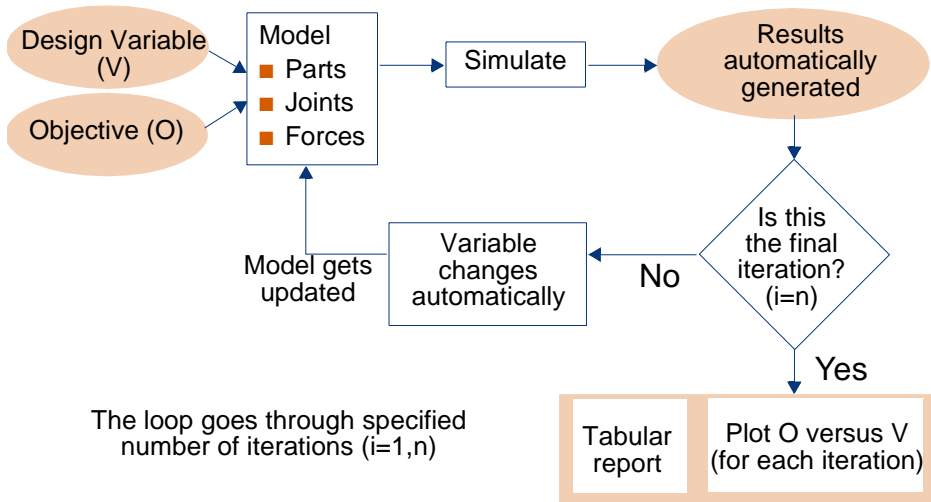 Design Variable
(V)
Objective (O)
Model
Parts
Joints
Forces
Simulate
Results
automatically
generated
Is this
the final
iteration?
(i=n)
No
Variable
changes
automatically
Model gets
updated
Yes
The loop goes through specified
number of iterations (i=1,n)
Tabular
report
Plot O versus V
(for each iteration)